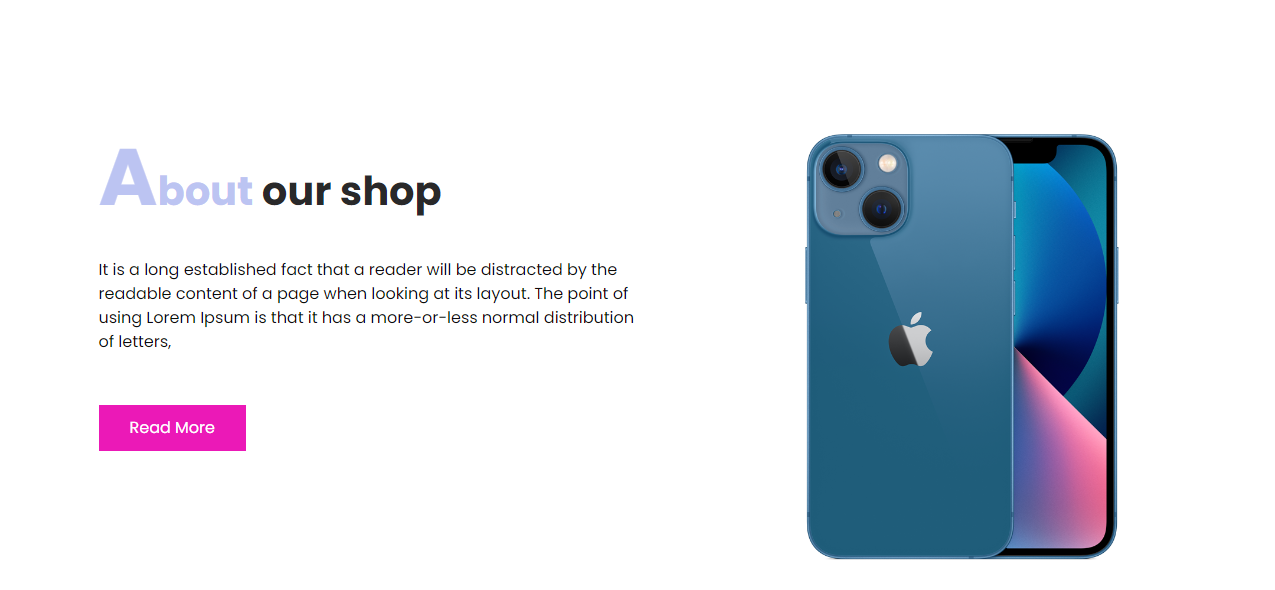 About our shop
It is a long established fact that a reader will be distracted by the
readable content of a page when looking at its layout. The point of
using Lorem Ipsum is that it has a more-or-less normal distribution
of letters,
Read More